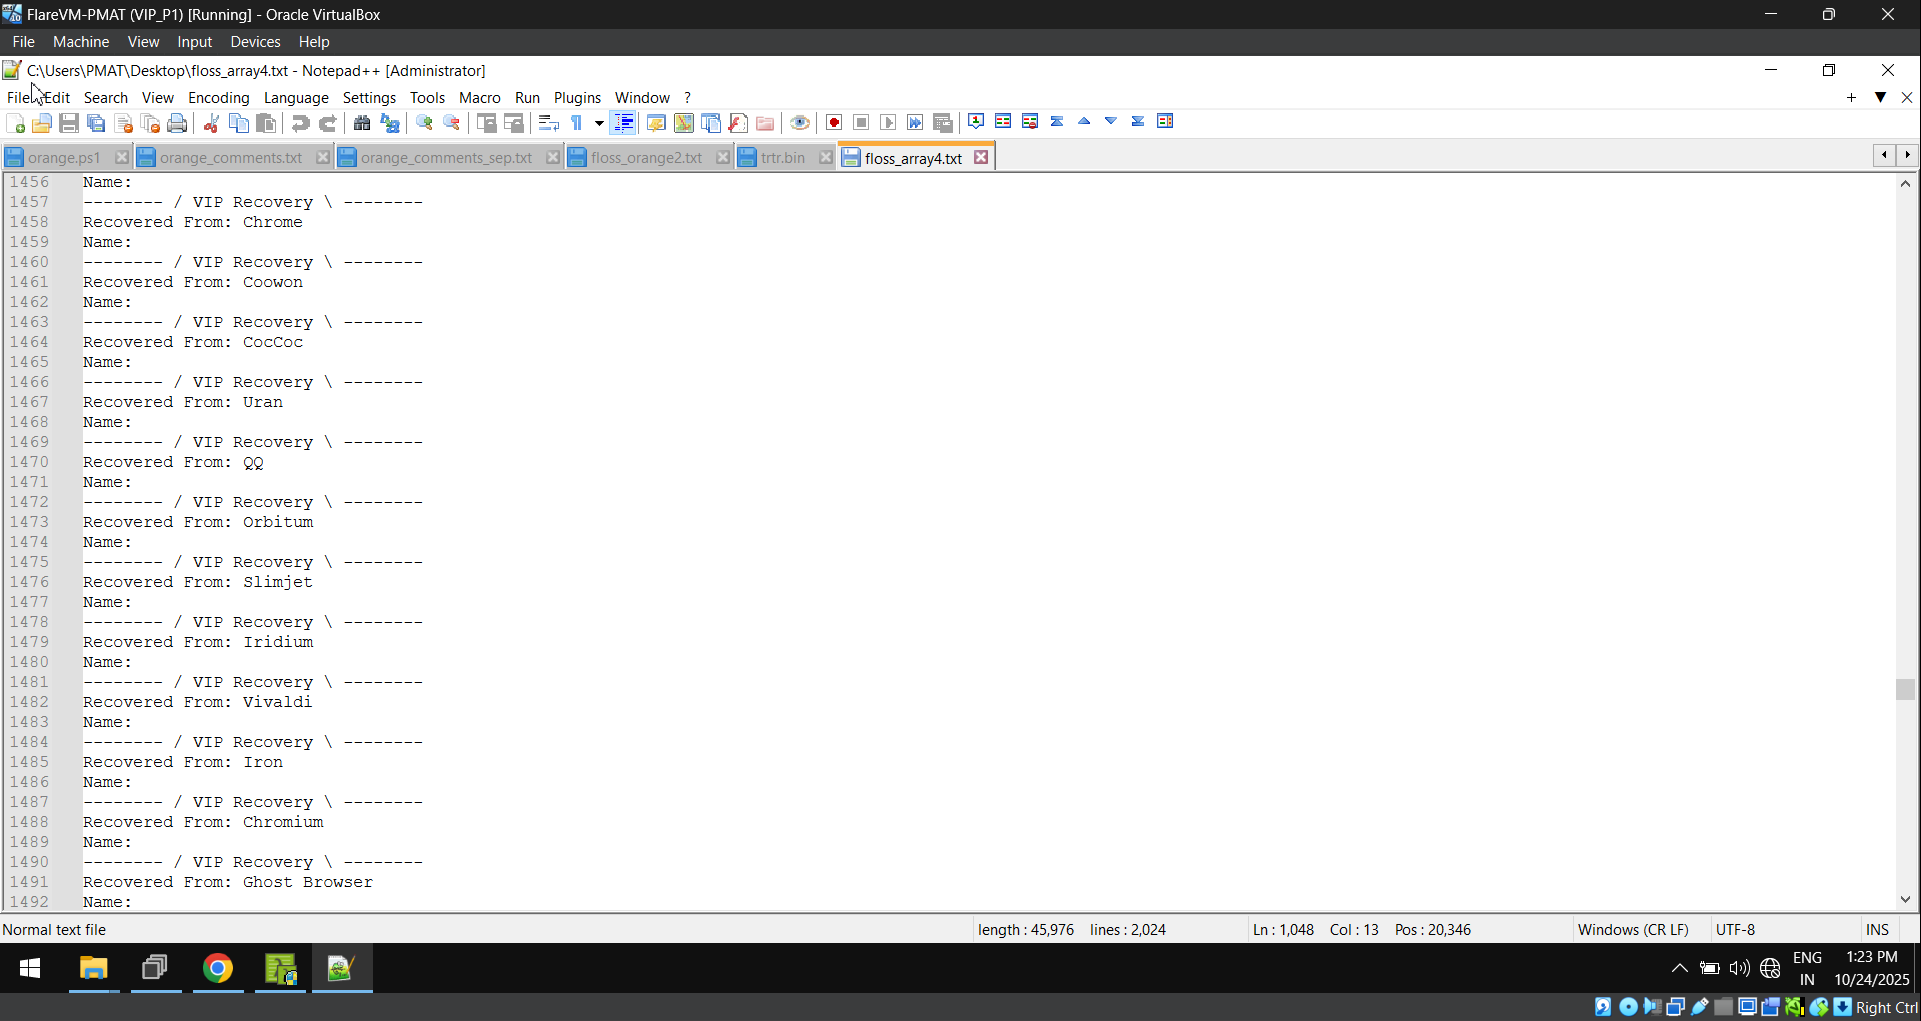 FlareVM-PMAT (VIP_P1) [Running] - Oracle VirtualBox
File Machine View Input Devices Help
C:\Users\PMAT\Desktop\floss_array4.txt - Notepad++ [Administrator]
File Edit Search View Encoding Language Settings Tools Macro Run Plugins Window ?
orange.ps1 orange_comments.txt orange_comments_sep.txt floss_orange2.txt trtr.bin floss_array4.txt
1456 Name:
1457 -------- / VIP Recovery \ --------
1458 Recovered From: Chrome
1459 Name:
1460 -------- / VIP Recovery \ --------
1461 Recovered From: Coowon
1462 Name:
1463 -------- / VIP Recovery \ --------
1464 Recovered From: CocCoc
1465 Name:
1466 -------- / VIP Recovery \ --------
1467 Recovered From: Uran
1468 Name:
1469 -------- / VIP Recovery \ --------
1470 Recovered From: QQ
1471 Name:
1472 -------- / VIP Recovery \ --------
1473 Recovered From: Orbitum
1474 Name:
1475 -------- / VIP Recovery \ --------
1476 Recovered From: Slimjet
1477 Name:
1478 -------- / VIP Recovery \ --------
1479 Recovered From: Iridium
1480 Name:
1481 -------- / VIP Recovery \ --------
1482 Recovered From: Vivaldi
1483 Name:
1484 -------- / VIP Recovery \ --------
1485 Recovered From: Iron
1486 Name:
1487 -------- / VIP Recovery \ --------
1488 Recovered From: Chromium
1489 Name:
1490 -------- / VIP Recovery \ --------
1491 Recovered From: Ghost Browser
1492 Name:
Normal text file length : 45,976 lines : 2,024 Ln : 1,048 Col : 13 Pos : 20,346 Windows (CR LF) UTF-8 INS
ENG 1:23 PM
IN 10/24/2025
Right Ctrl